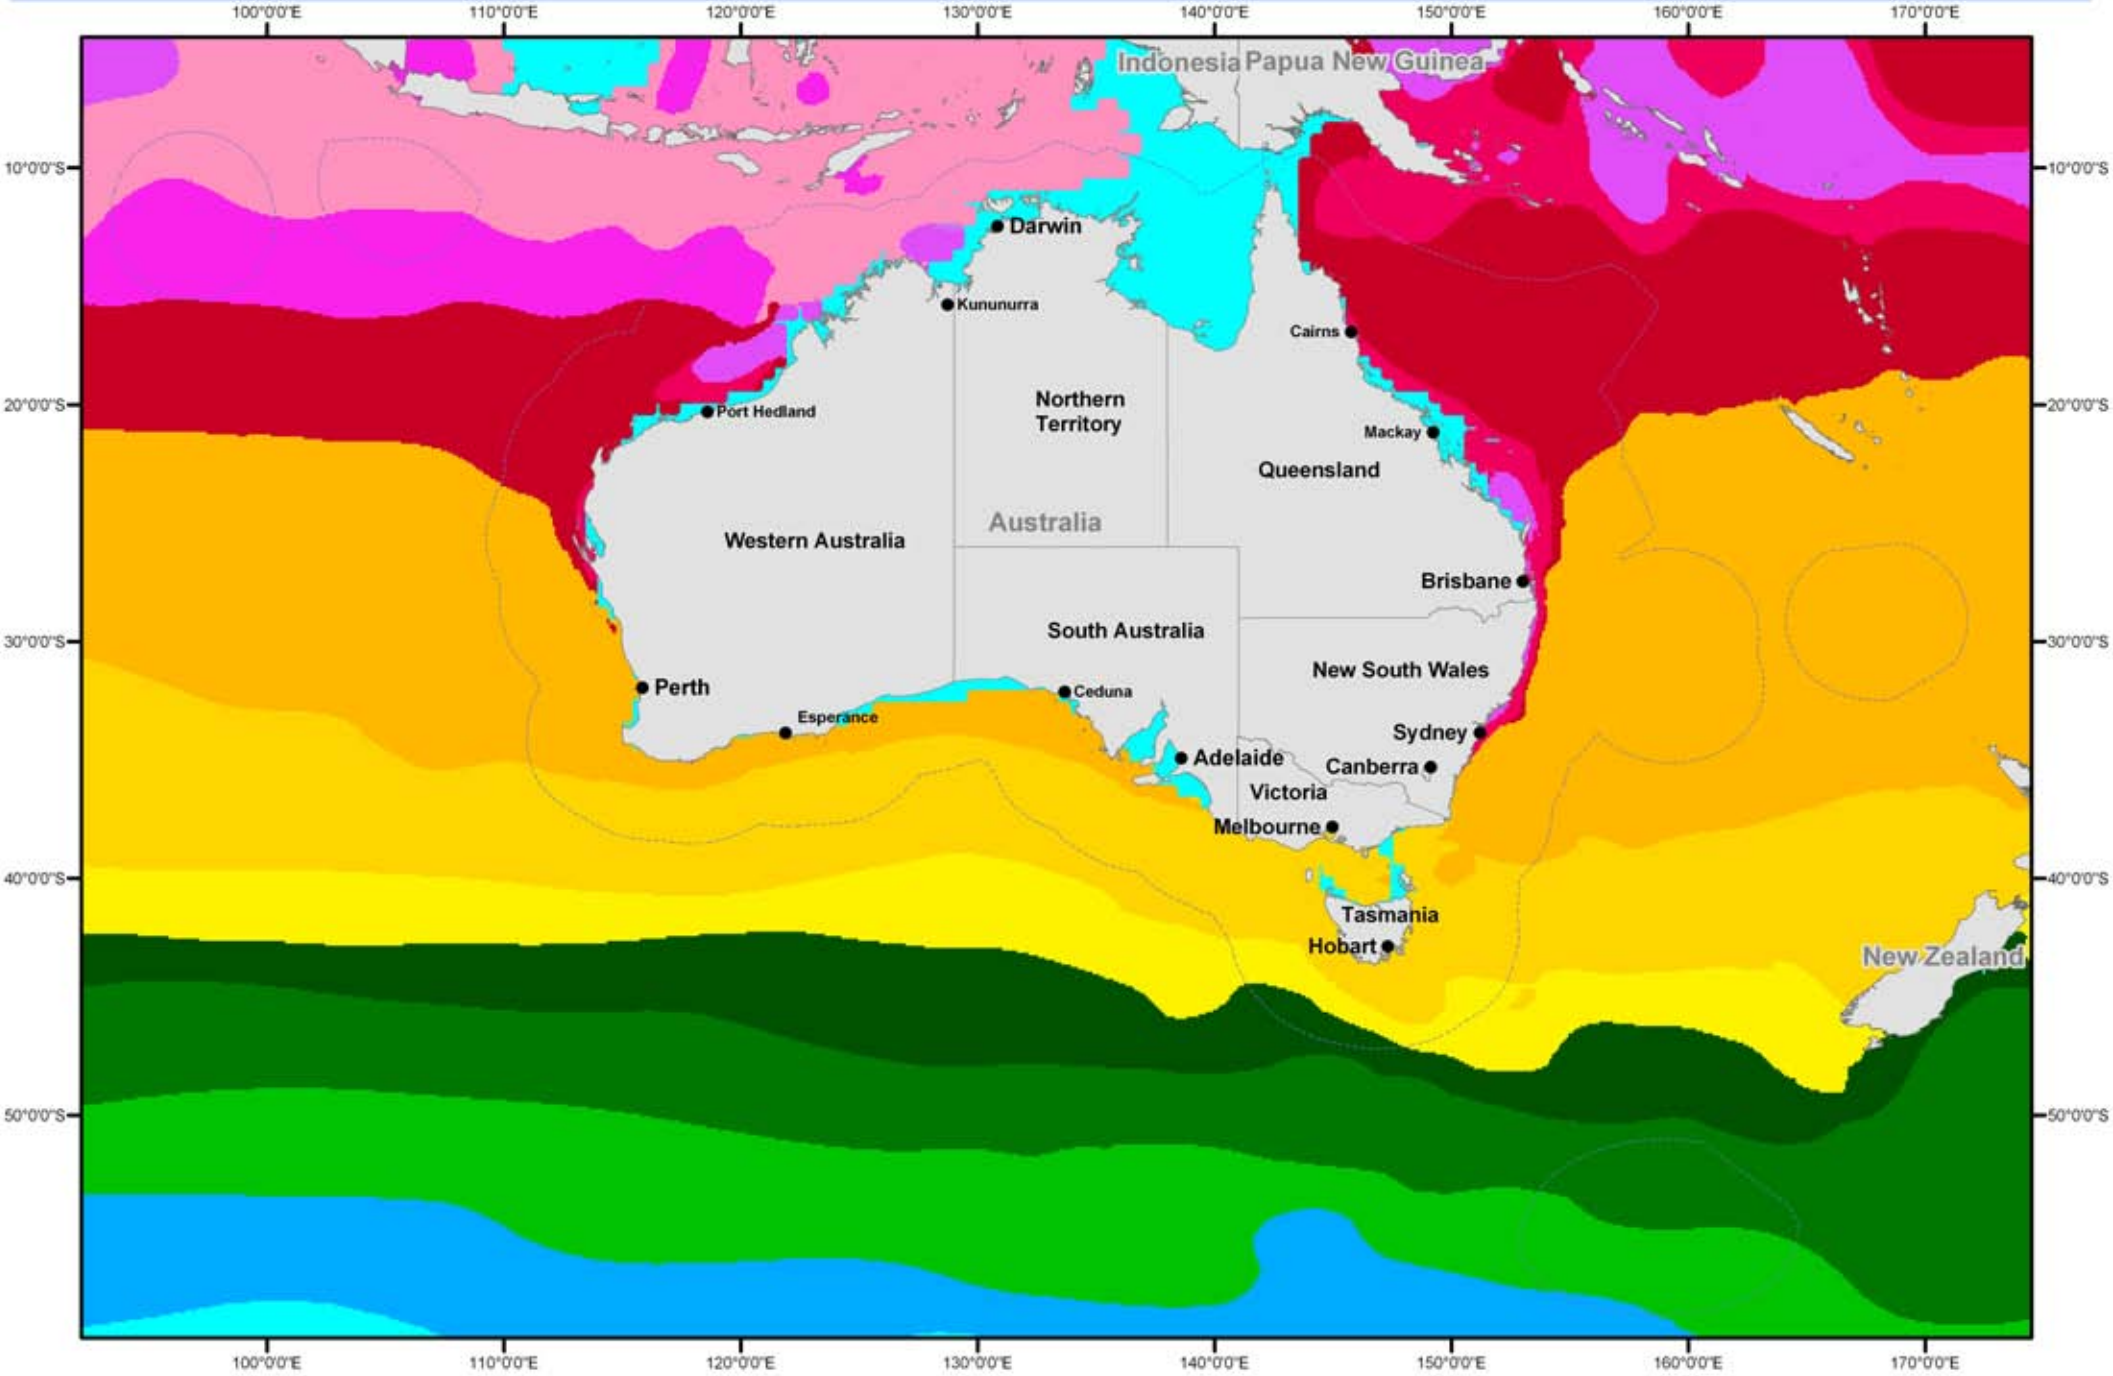 100°0'0"E 110°0'0"E 120°0'0"E 130°0'0"E 140°0'0"E 150°0'0"E 160°0'0"E 170°0'0"E
Indonesia Papua New Guinea
10°0'0"S 10°0'0"S
Darwin
Kununurra
Cairns
20°0'0"S 20°0'0"S
Northern
Territory
Port Hedland
Mackay
Queensland
Australia
Western Australia
Brisbane
South Australia
30°0'0"S 30°0'0"S
New South Wales
Perth
Ceduna
Esperance
Sydney
Adelaide
Canberra
Victoria
Melbourne
40°0'0"S 40°0'0"S
Tasmania
Hobart
New Zealand
50°0'0"S 50°0'0"S
100°0'0"E 110°0'0"E 120°0'0"E 130°0'0"E 140°0'0"E 150°0'0"E 160°0'0"E 170°0'0"E